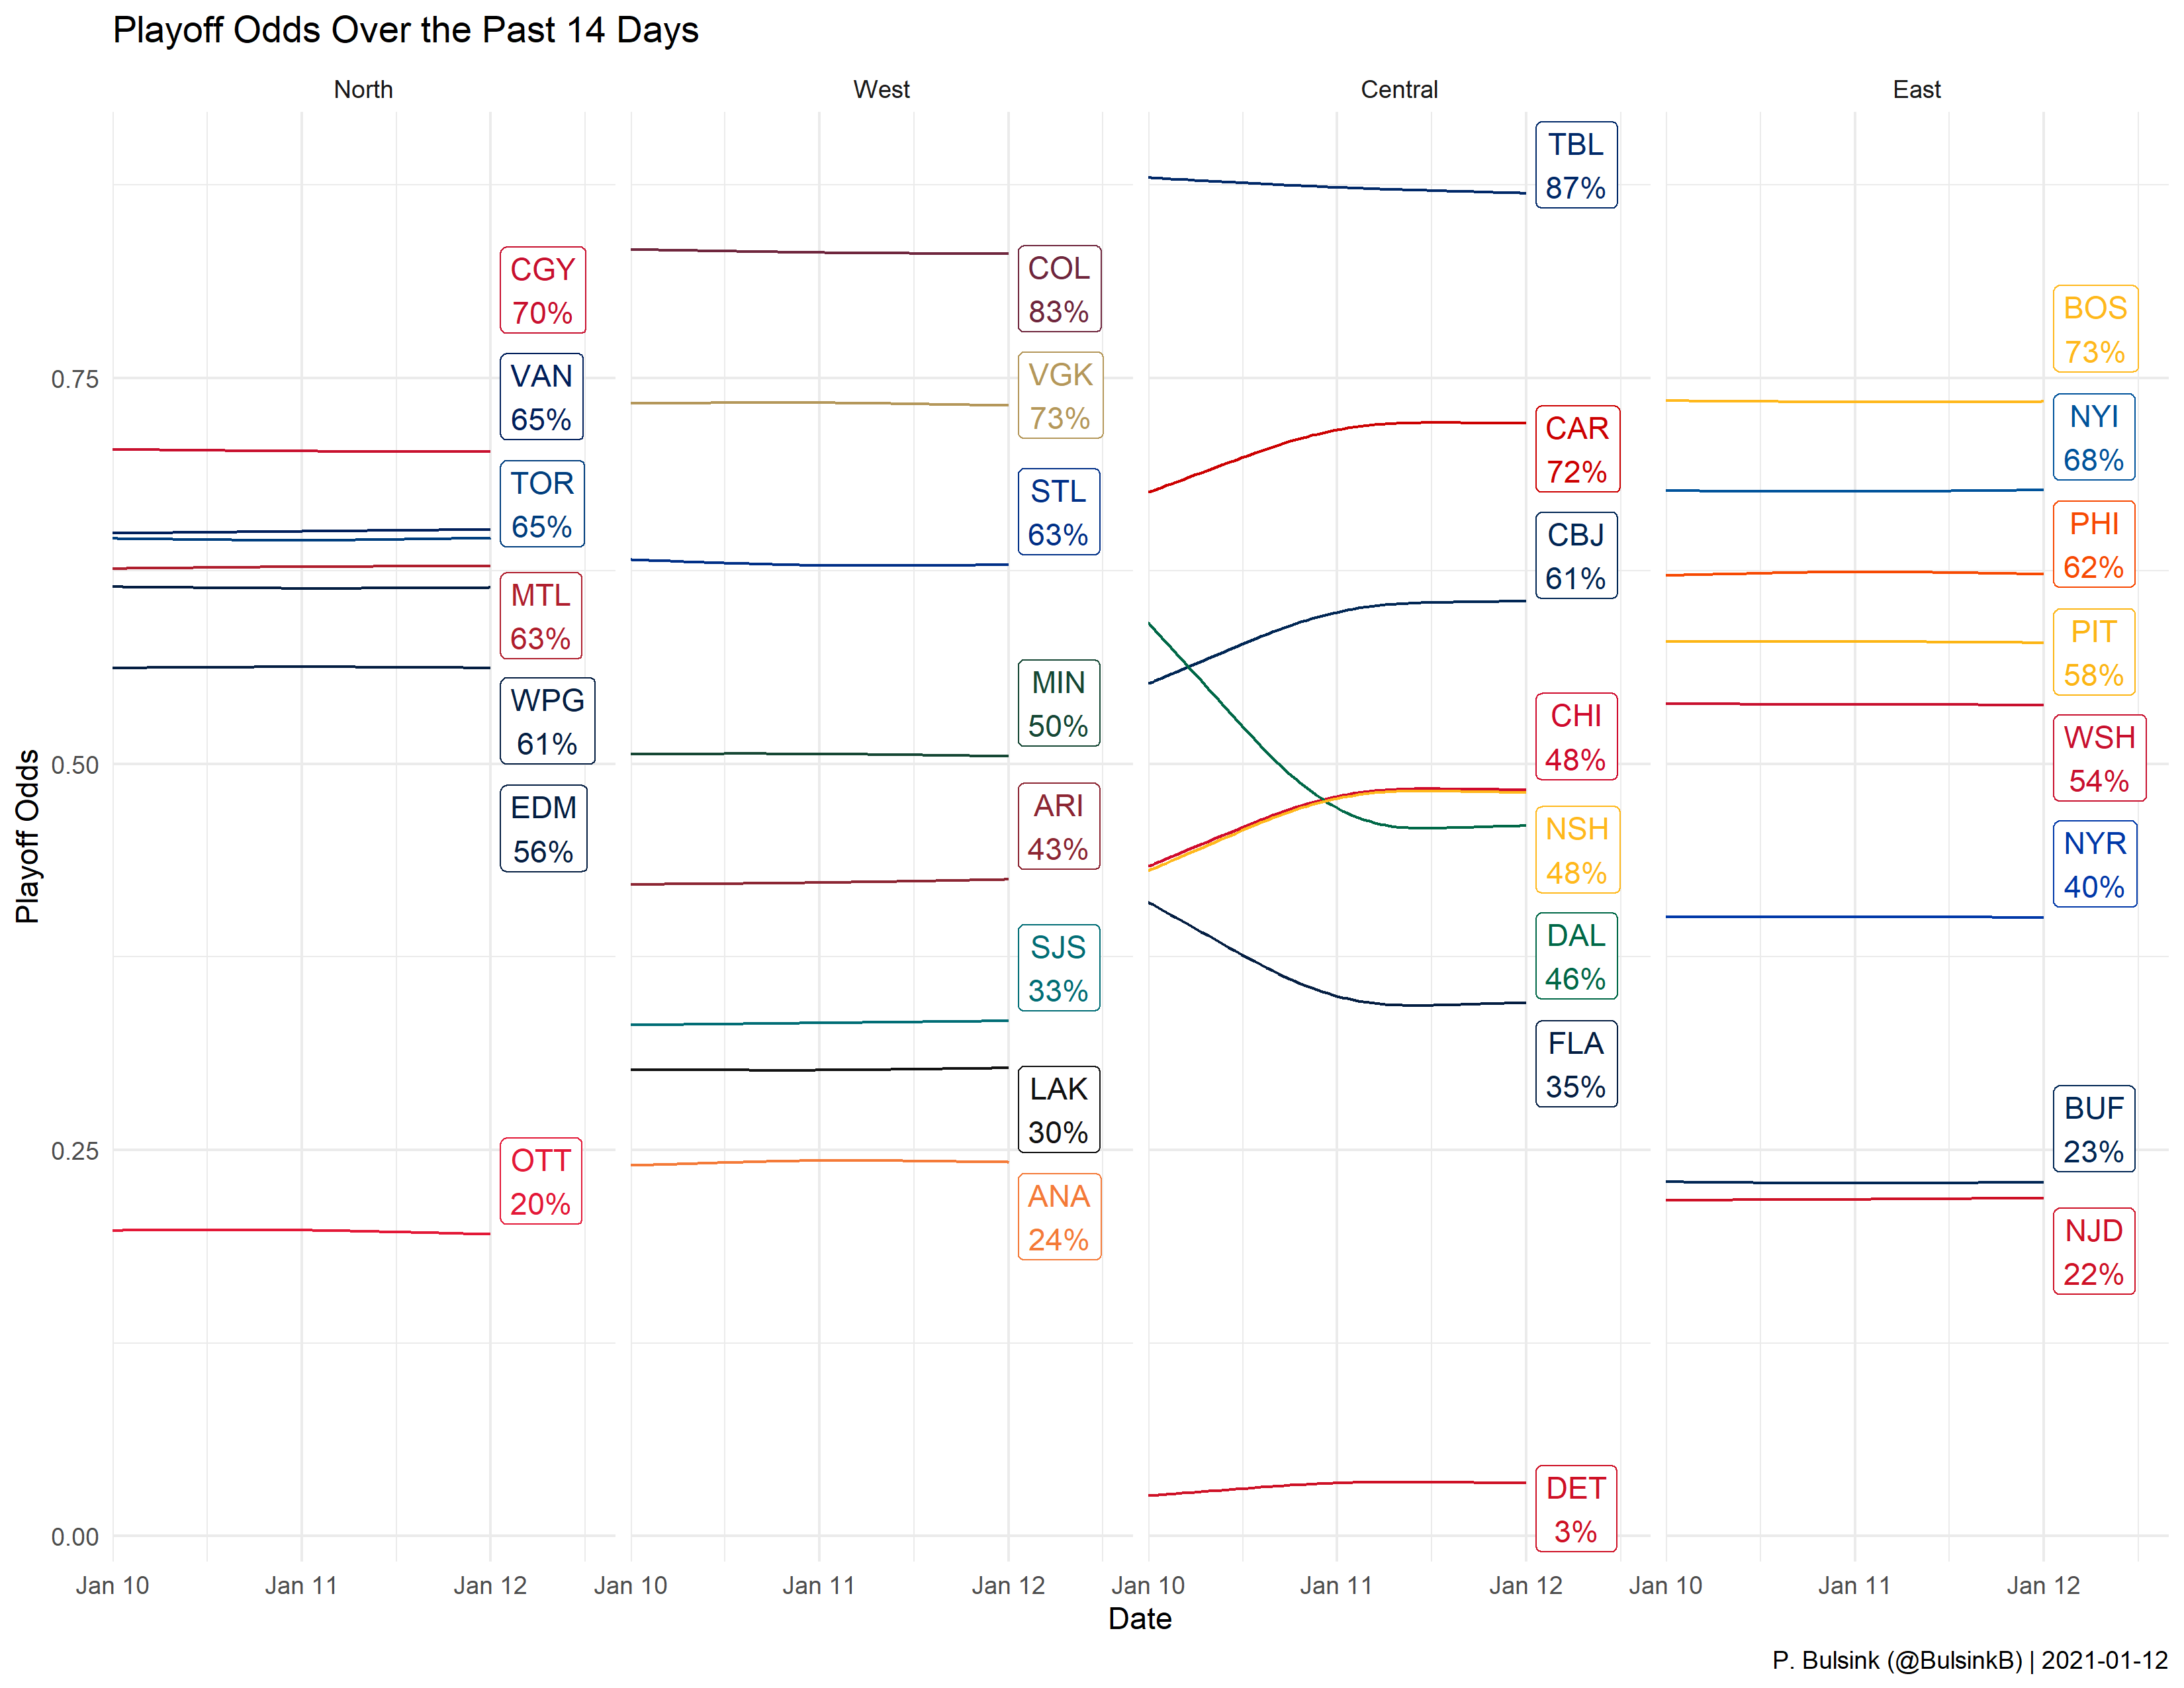 Playoff Odds Over the Past 14 Days
North
West
Central
East
Playoff Odds
0.75
0.50
0.25
0.00
CGY
70%
VAN
65%
TOR
65%
MTL
63%
WPG
61%
EDM
56%
OTT
20%
COL
83%
VGK
73%
STL
63%
MIN
50%
ARI
43%
SJS
33%
LAK
30%
ANA
24%
TBL
87%
CAR
72%
CBJ
61%
CHI
48%
NSH
48%
DAL
46%
FLA
35%
DET
3%
BOS
73%
NYI
68%
PHI
62%
PIT
58%
WSH
54%
NYR
40%
BUF
23%
NJD
22%
Jan 10 Jan 11 Jan 12 Jan 10 Jan 11 Jan 12 Jan 10 Jan 11 Jan 12 Jan 10 Jan 11 Jan 12
Date
P. Bulsink (@BulsinkB) | 2021-01-12